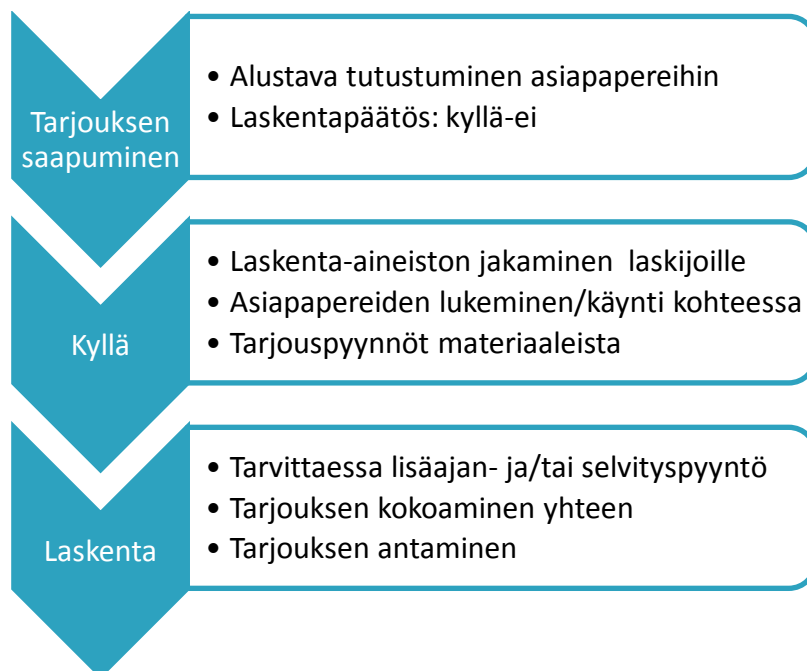 Tarjouksen
saapuminen
• Alustava tutustuminen asiapapereihin
• Laskentapäätös: kyllä-ei
Kyllä
• Laskenta-aineiston jakaminen laskijoille
• Asiapapereiden lukeminen/käynti kohteessa
• Tarjouspyynnöt materiaaleista
Laskenta
• Tarvittaessa lisäajan- ja/tai selvityspyyntö
• Tarjouksen kokoaminen yhteen
• Tarjouksen antaminen